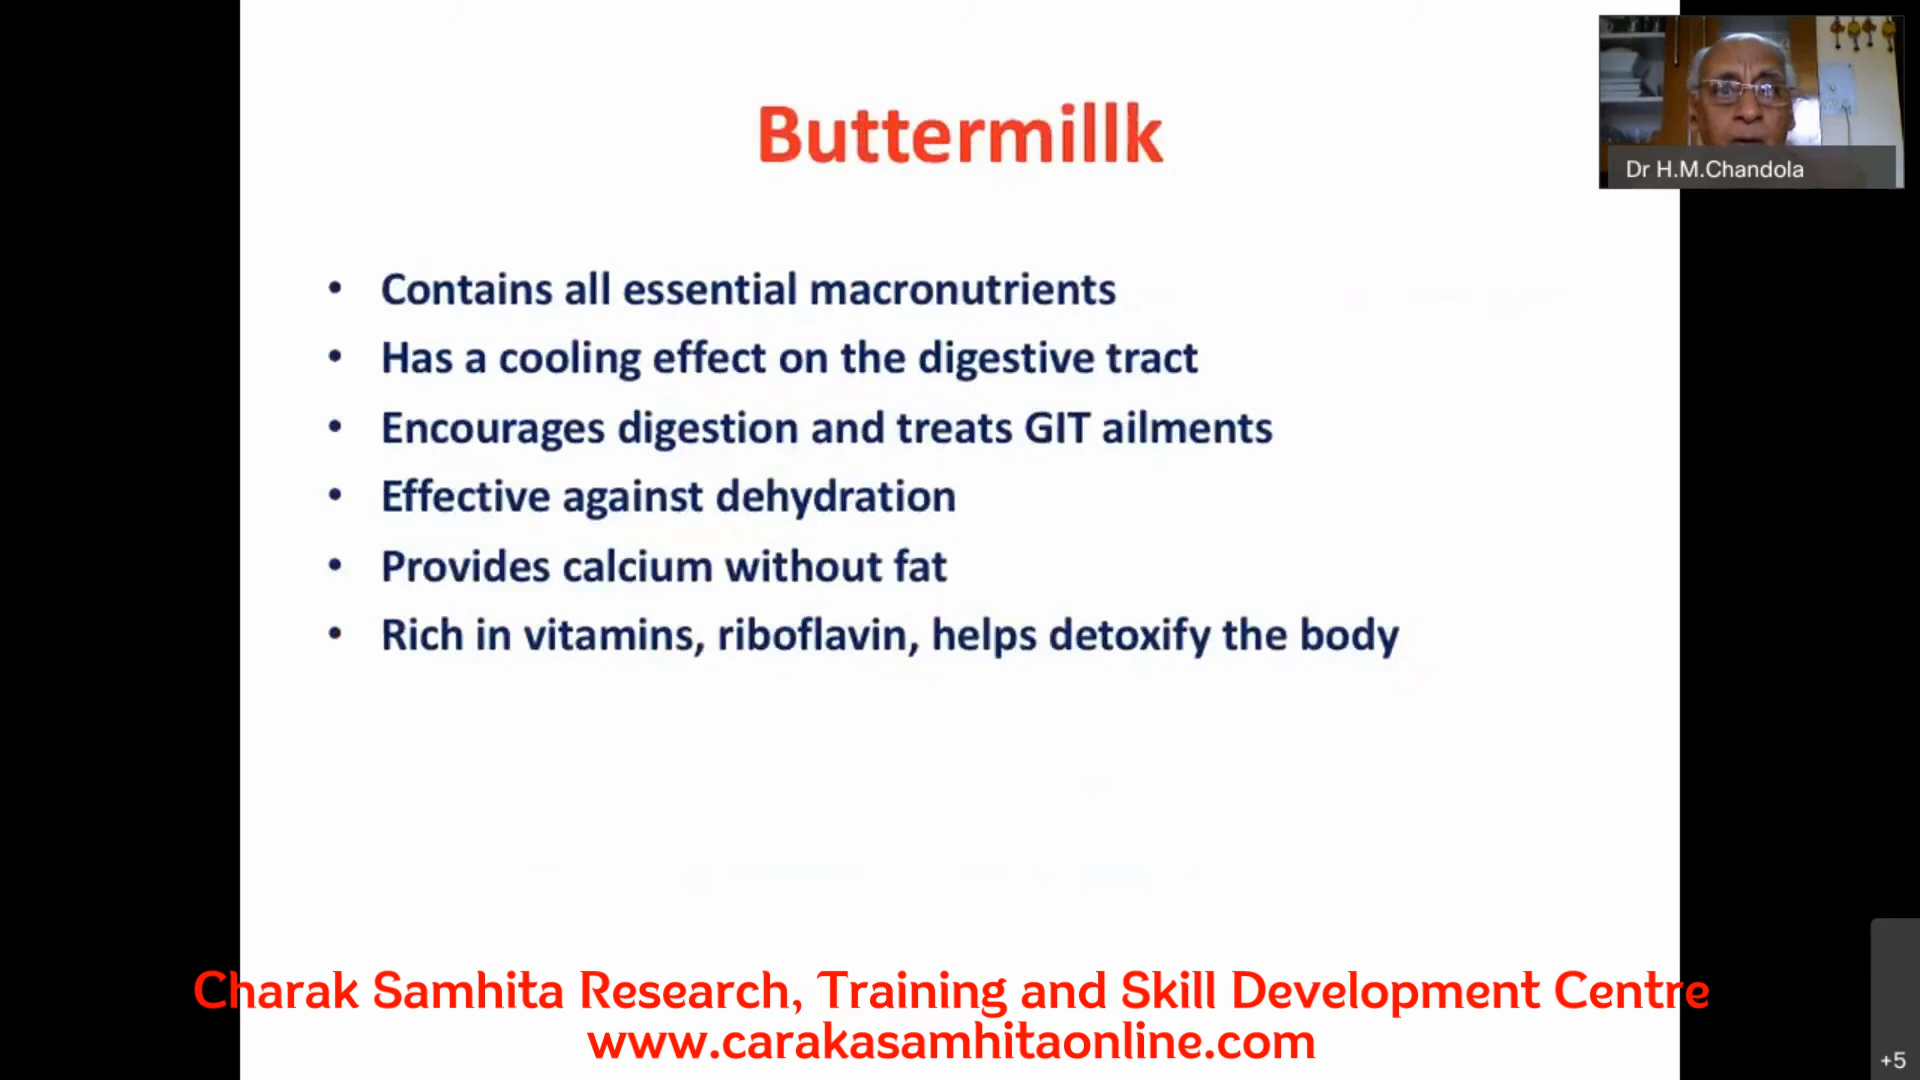 Buttermillk
Dr H.M.Chandola
• Contains all essential macronutrients
• Has a cooling effect on the digestive tract
• Encourages digestion and treats GIT ailments
• Effective against dehydration
• Provides calcium without fat
• Rich in vitamins, riboflavin, helps detoxify the body
Charak Samhita Research, Training and Skill Development Centre
www.carakasamhitaonline.com
+5